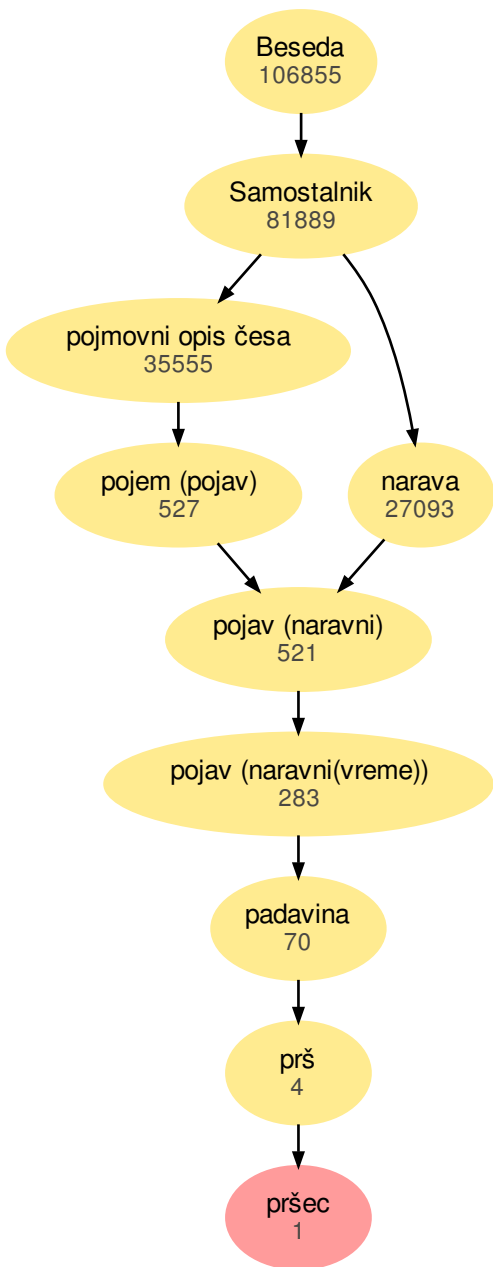 Beseda
106855
Samostalnik
81889
pojmovni opis česa
35555
pojem (pojav)
527
narava
27093
pojav (naravni)
521
pojav (naravni(vreme))
283
padavina
70
prš
4
pršec
1